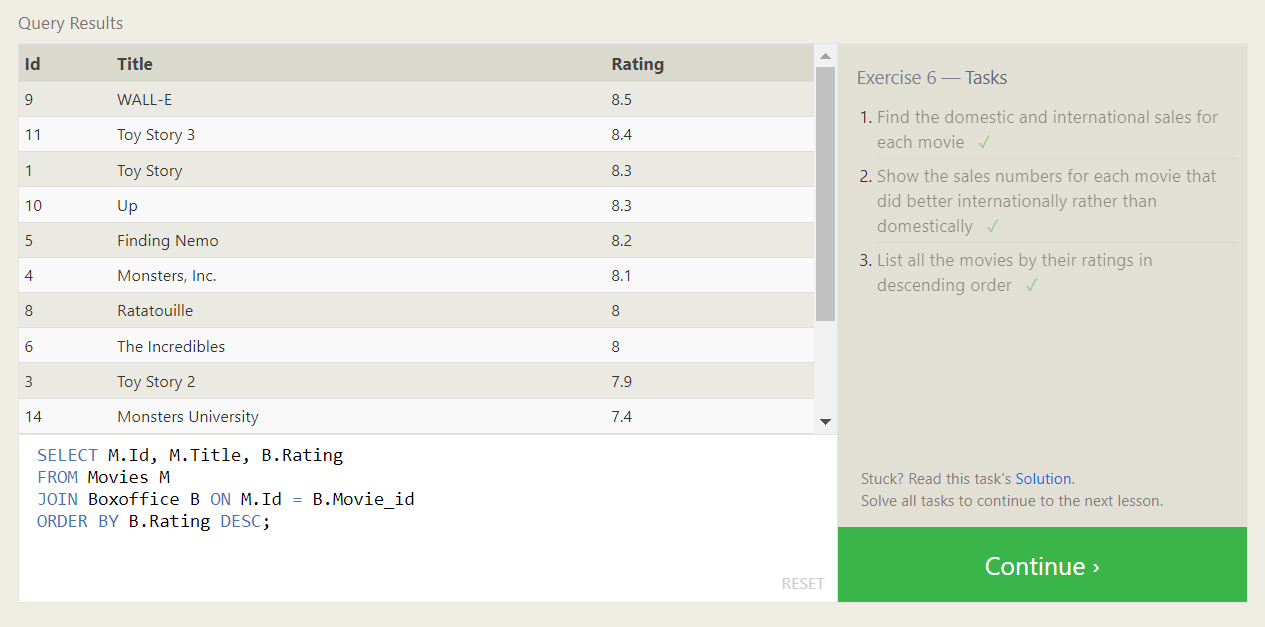 Query Results
Id Title Rating
9 WALL-E 8.5
11 Toy Story 3 8.4
1 Toy Story 8.3
10 Up 8.3
5 Finding Nemo 8.2
4 Monsters, Inc. 8.1
8 Ratatouille 8
6 The Incredibles 8
3 Toy Story 2 7.9
14 Monsters University 7.4
SELECT M.Id, M.Title, B.Rating
FROM Movies M
JOIN Boxoffice B ON M.Id = B.Movie_id
ORDER BY B.Rating DESC;
RESET
Exercise 6 — Tasks
1. Find the domestic and international sales for
each movie ✓
2. Show the sales numbers for each movie that
did better internationally rather than
domestically ✓
3. List all the movies by their ratings in
descending order ✓
Stuck? Read this task's Solution.
Solve all tasks to continue to the next lesson.
Continue ›